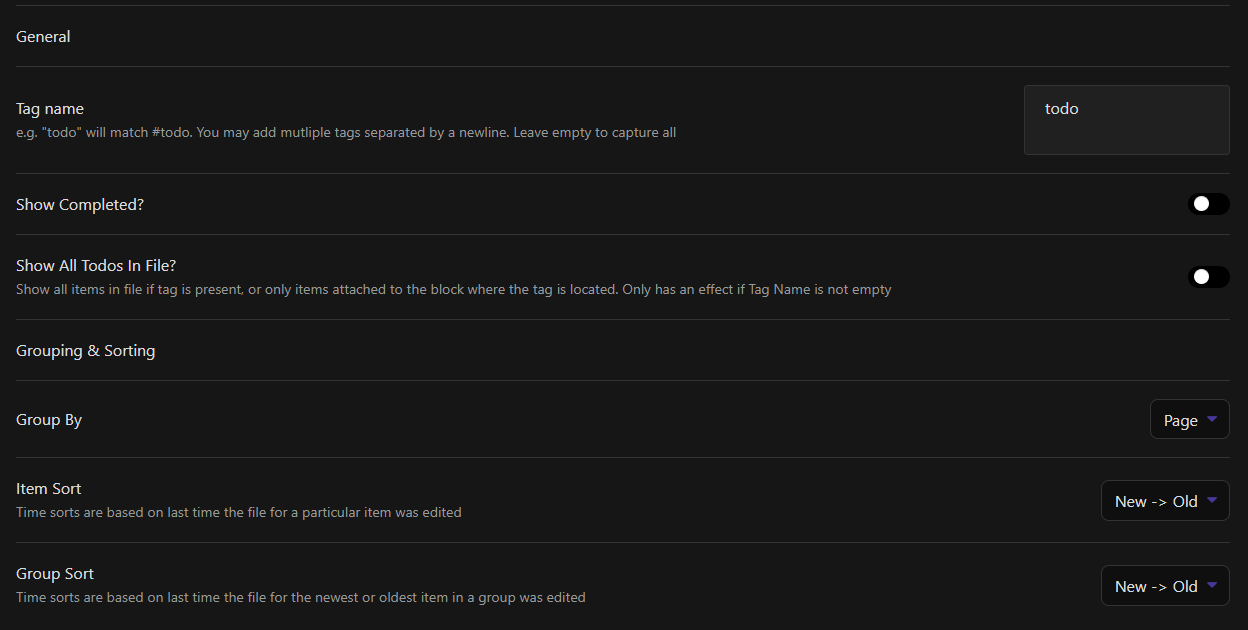 General
Tag name
todo
e.g. "todo" will match #todo. You may add mutliple tags separated by a newline. Leave empty to capture all
Show Completed?
Show All Todos In File?
Show all items in file if tag is present, or only items attached to the block where the tag is located. Only has an effect if Tag Name is not empty
Grouping & Sorting
Group By
Page
Item Sort
Time sorts are based on last time the file for a particular item was edited
New -> Old
Group Sort
Time sorts are based on last time the file for the newest or oldest item in a group was edited
New -> Old